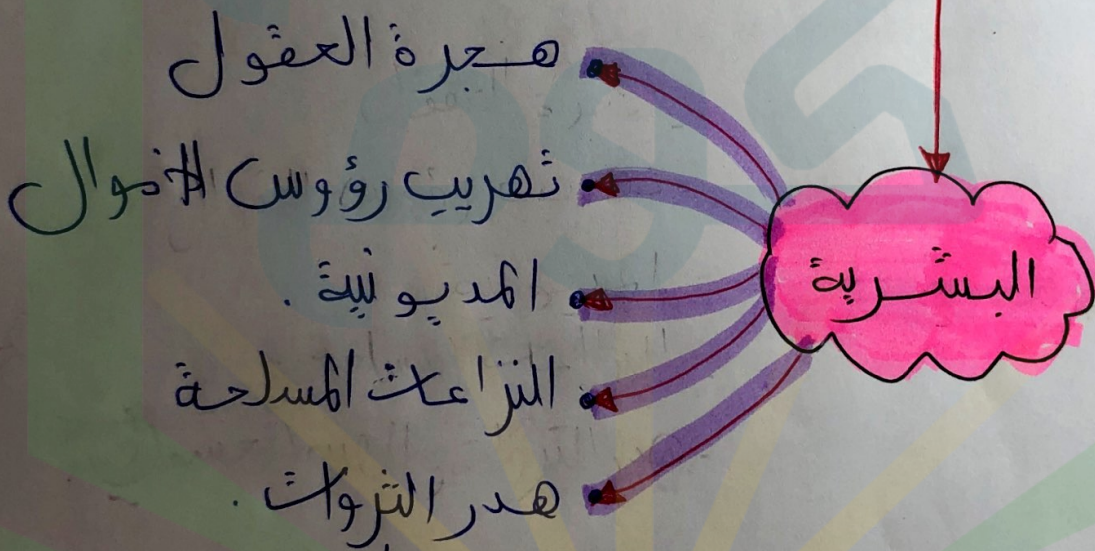 البشرية
هجرة العقول
تهريب رؤوس الأموال
المديونية .
النزاعات المسلحة
هدر الثروات .